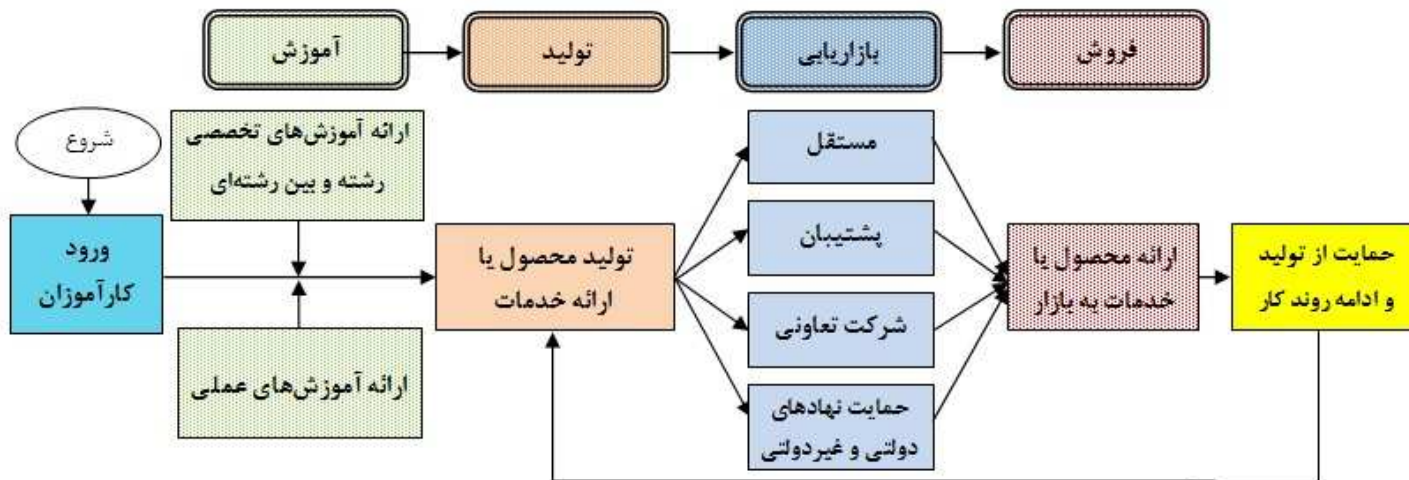 آموزش
تولید
بازاریابی
فروش
شروع
ورود
کارآموزان
ارائه آموزش‌های تخصصی
رشته و بین رشته‌ای
ارائه آموزش‌های عملی
تولید محصول یا
ارائه خدمات
مستقل
پشتیبان
شرکت تعاونی
حمایت نهادهای
دولتی و غیردولتی
ارائه محصول یا
خدمات به بازار
حمایت از تولید
و ادامه روند کار